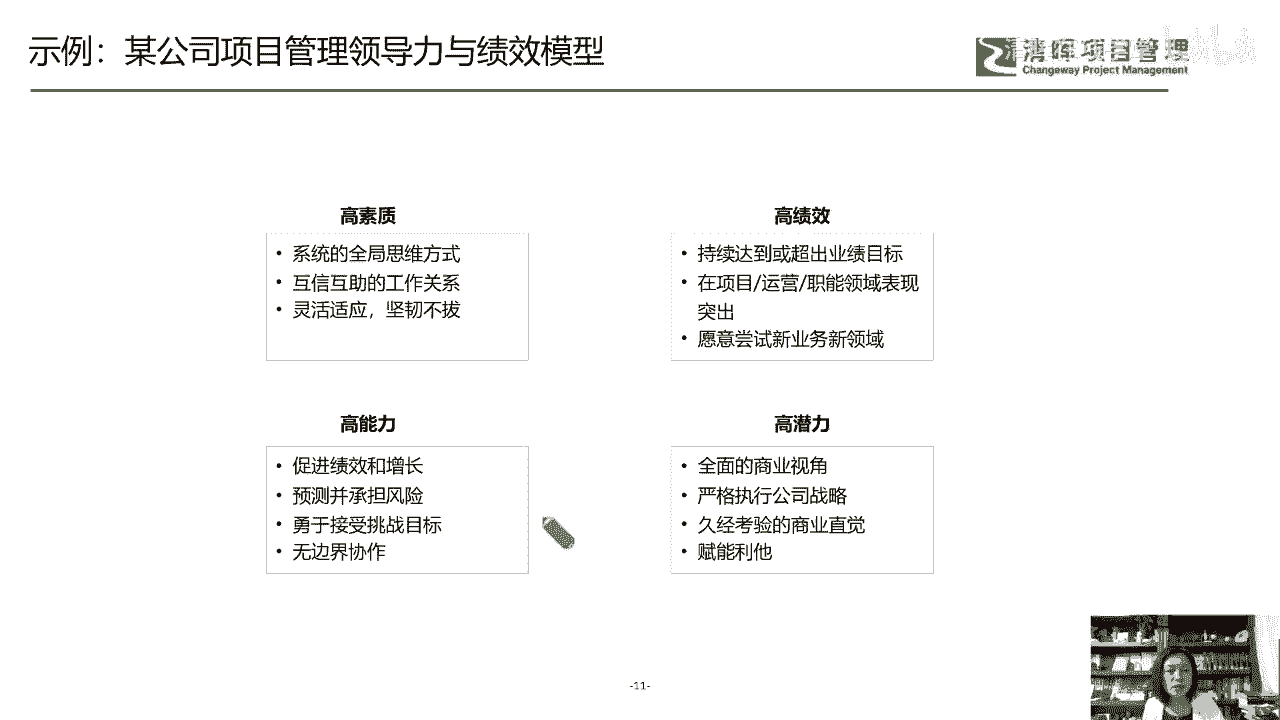 示例：某公司项目管理领导力与绩效模型
清晖项目管理
Changeway Project Management
高素质
• 系统的全局思维方式
• 互信互助的工作关系
• 灵活适应，坚韧不拔
高绩效
• 持续达到或超出业绩目标
• 在项目/运营/职能领域表现
突出
• 愿意尝试新业务新领域
高能力
• 促进绩效和增长
• 预测并承担风险
• 勇于接受挑战目标
• 无边界协作
高潜力
• 全面的商业视角
• 严格执行公司战略
• 久经考验的商业直觉
• 赋能利他
-11-